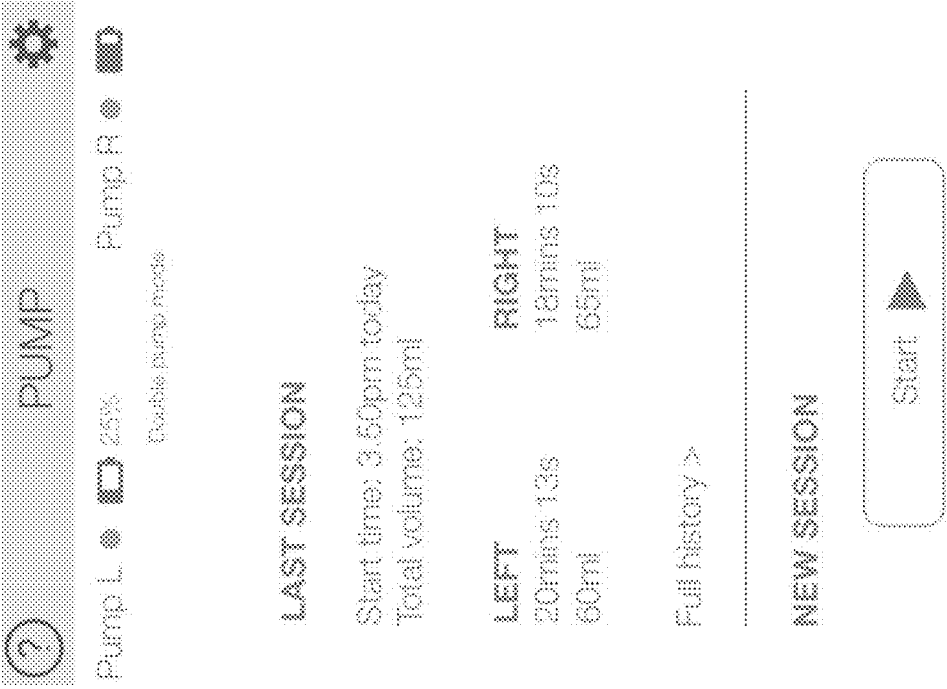 ?
PUMP
Pump L 25% Pump R
Double pump mode
LAST SESSION
Start time: 3.50pm today
Total volume: 125ml
LEFT RIGHT
20mins 13s 18mins 10s
60ml 65ml
Full history >
NEW SESSION
Start